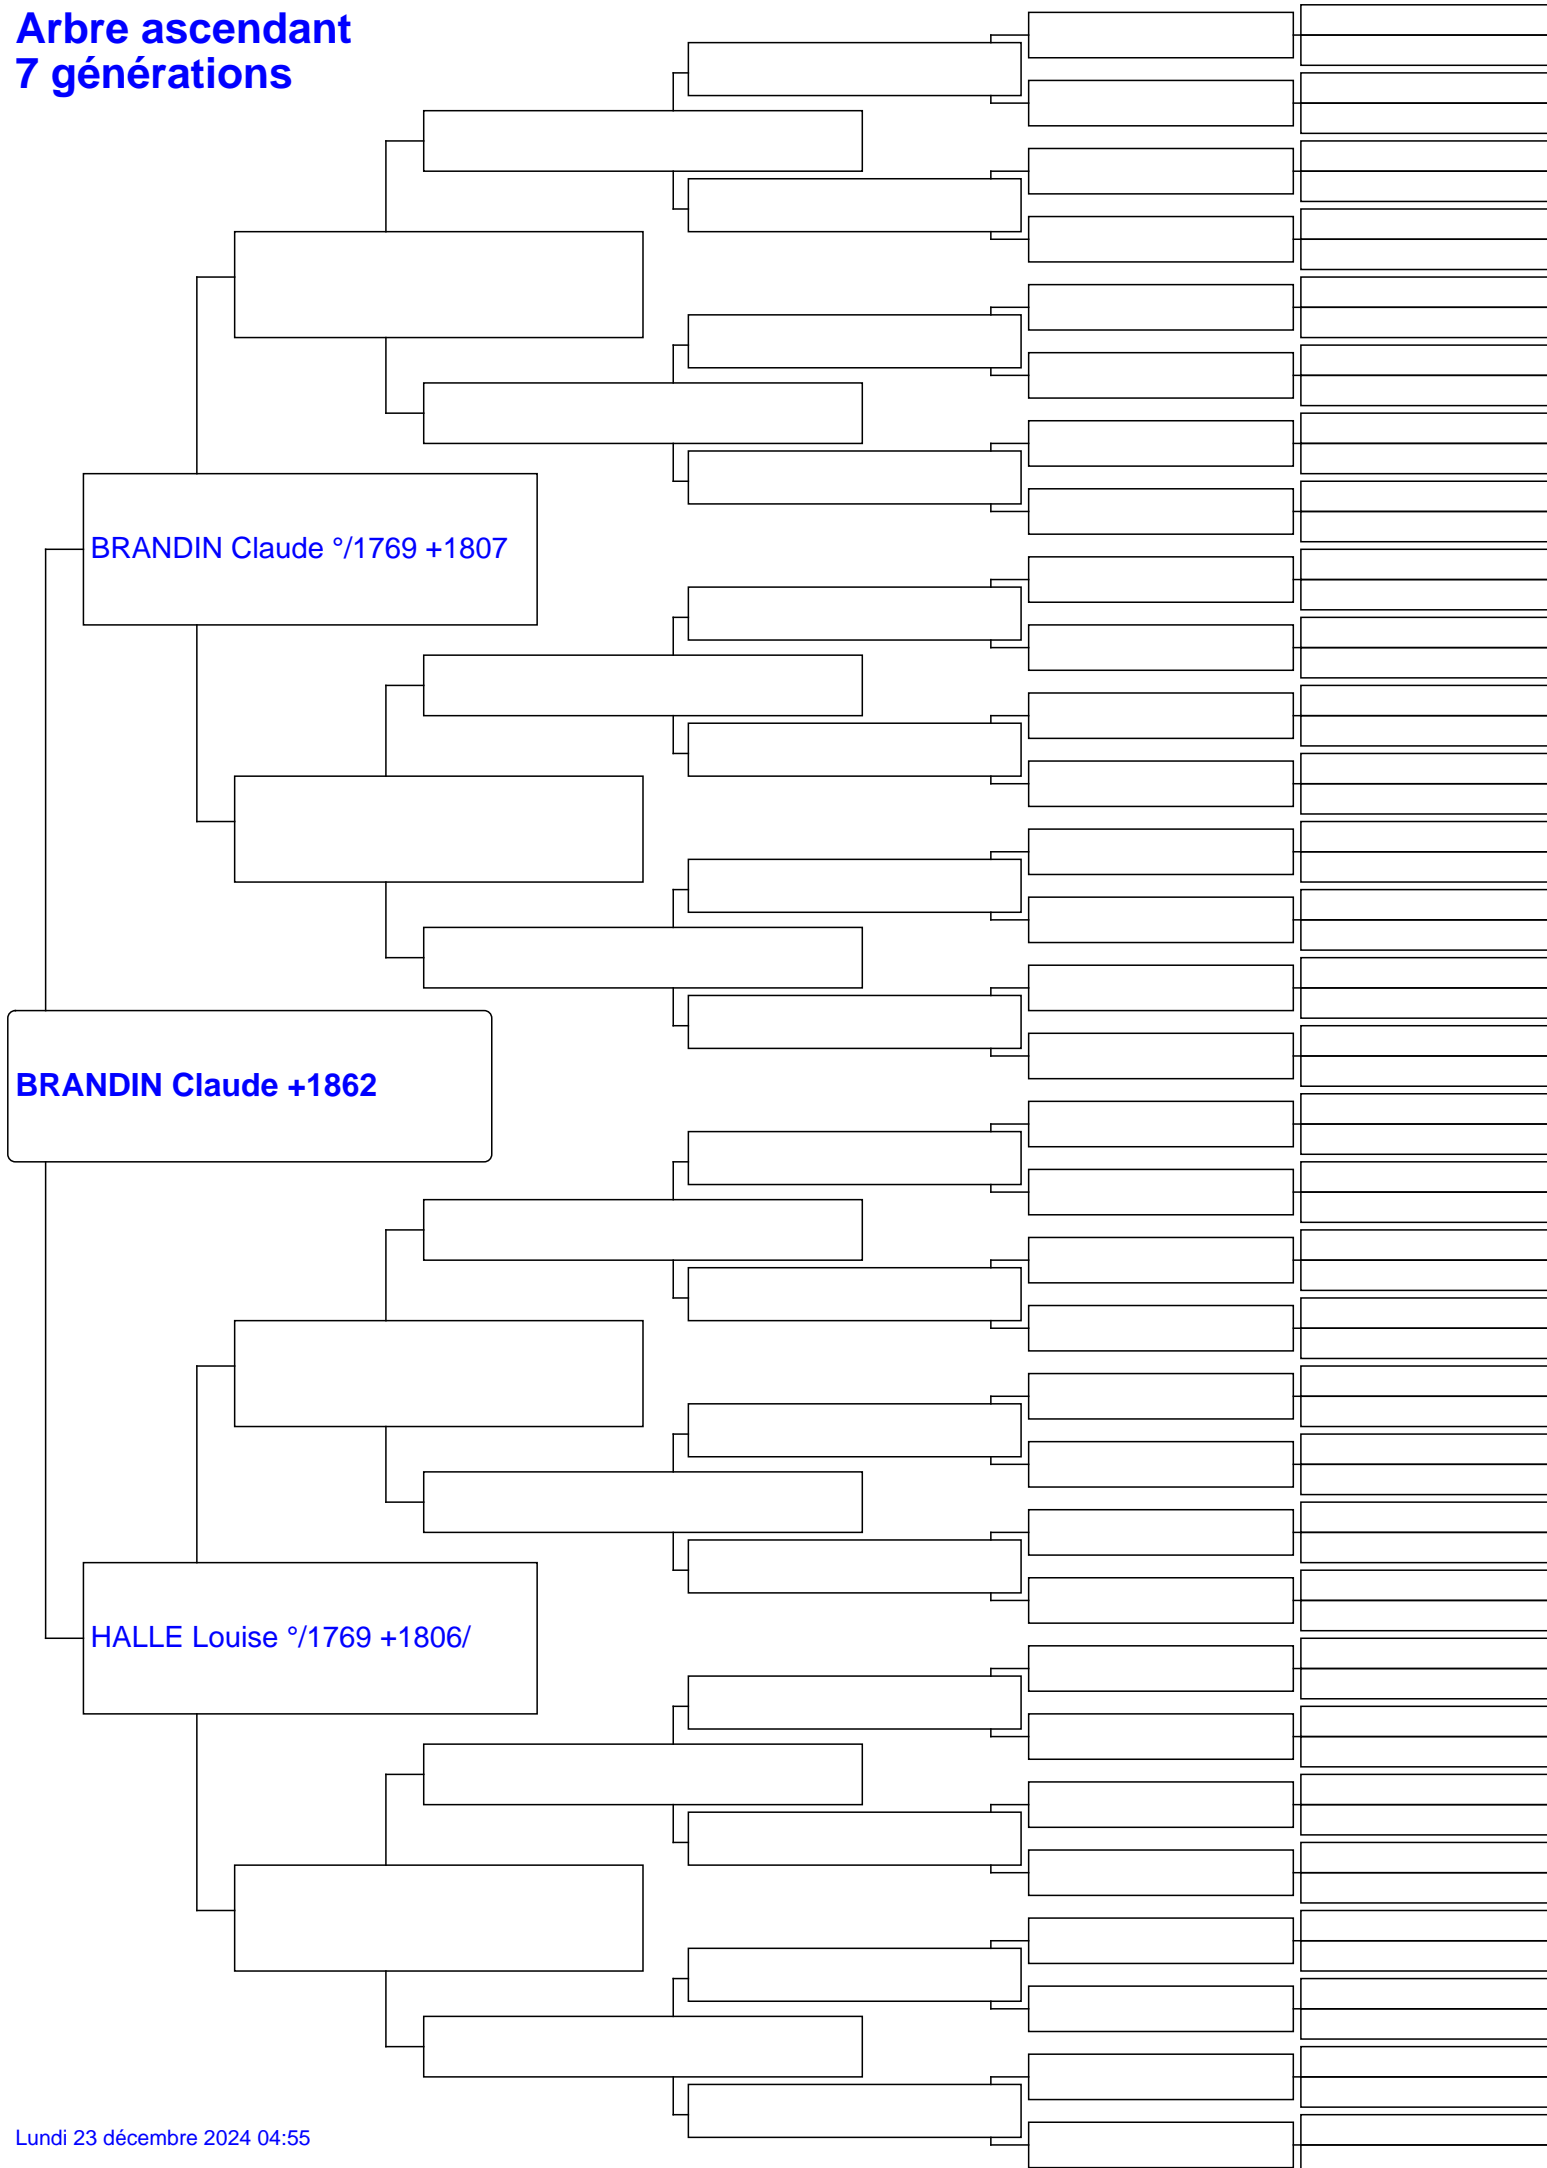 Arbre ascendant
7 générations
BRANDIN Claude °/1769 +1807
BRANDIN Claude +1862
HALLE Louise °/1769 +1806/
Lundi 23 décembre 2024 04:55